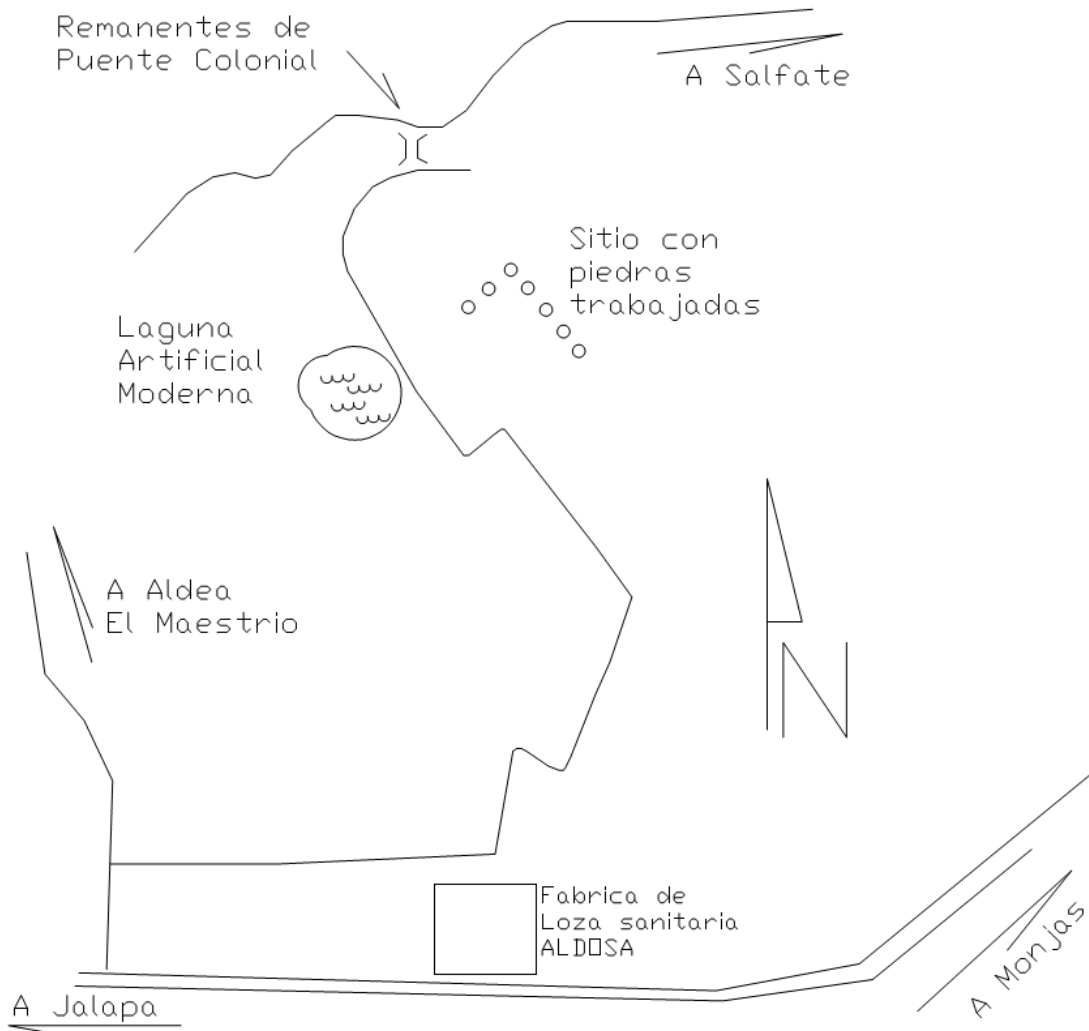 Remanentes de
Puente Colonial
A Salfate
Sitio con
piedras
trabajadas
Laguna
Artificial
Moderna
A Aldea
El Maestrio
N
Fabrica de
Loza sanitaria
ALDOSA
A Monjas
A Jalapa